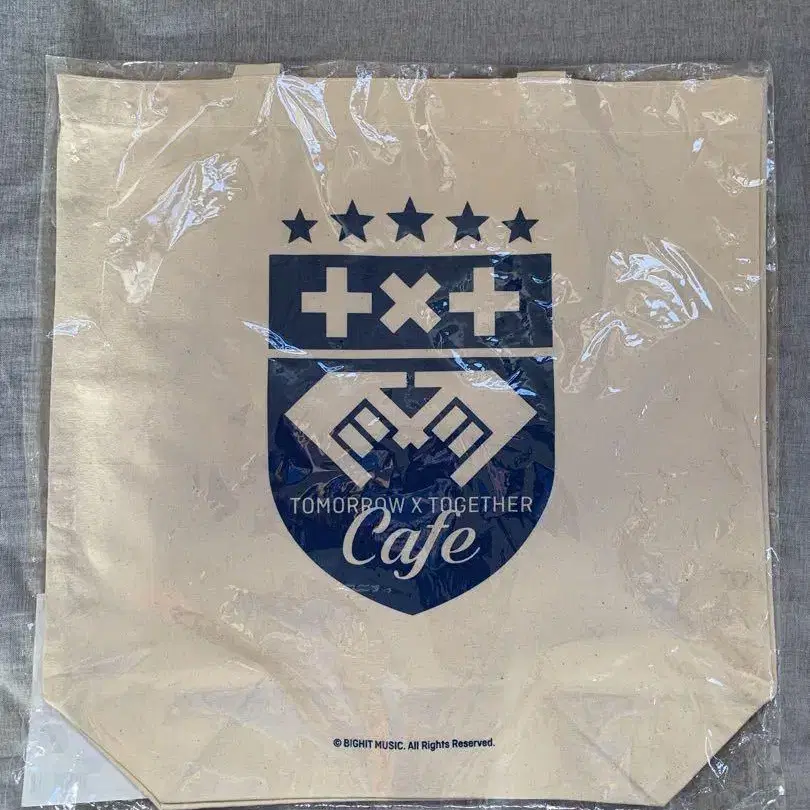 +×+
TOMORROW X TOGETHER
Cafe
© BIGHIT MUSIC. All Rights Reserved.